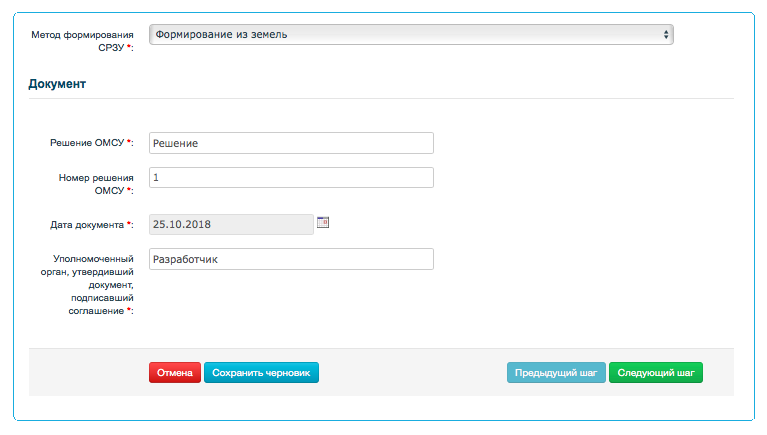 Метод формирования
СРЗУ *:
Формирование из земель
Документ
Решение ОМСУ *:
Решение
Номер решения
ОМСУ *:
1
Дата документа *:
25.10.2018
Уполномоченный
орган, утвердивший
документ,
подписавший
соглашение *:
Разработчик
Отмена
Сохранить черновик
Предыдущий шаг
Следующий шаг